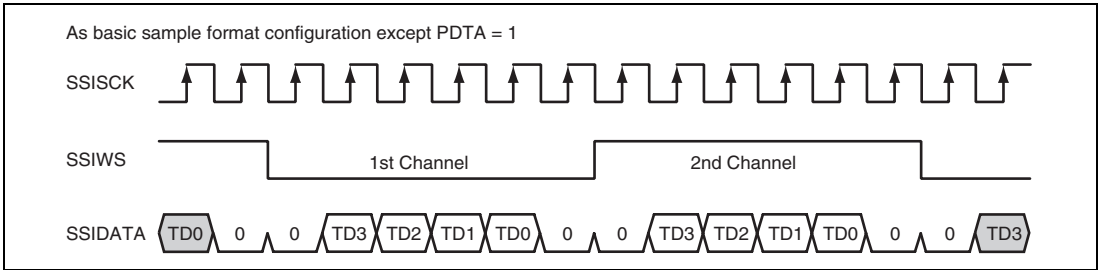 As basic sample format configuration except PDTA = 1
SSISCK
SSIWS 1st Channel 2nd Channel
SSIDATA TD0 0 0 TD3 TD2 TD1 TD0 0 0 TD3 TD2 TD1 TD0 0 0 TD3